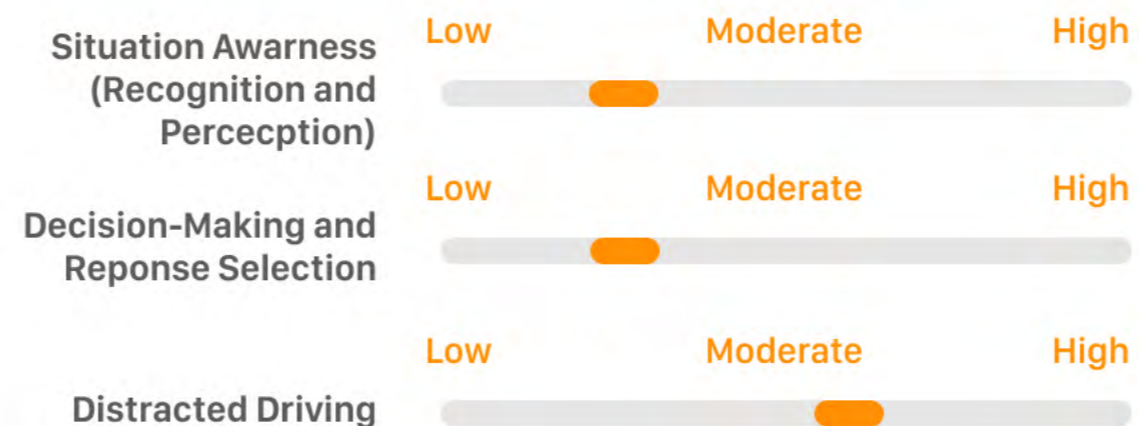 Low Moderate High
Situation Awarness
(Recognition and
Percecption)
Low Moderate High
Decision-Making and
Reponse Selection
Low Moderate High
Distracted Driving